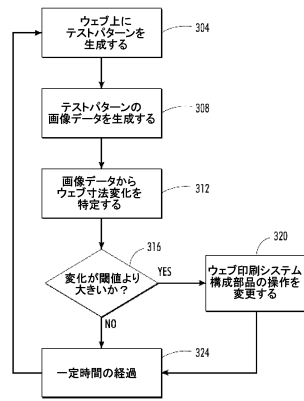 ウェブ上に
テストパターンを
生成する
304
テストパターンの
画像データを生成する
308
画像データから
ウェブ寸法変化を
特定する
312
316
変化が閾値より
大きいか？
YES
NO
320
ウェブ印刷システム
構成部品の操作を
変更する
324
一定時間の経過